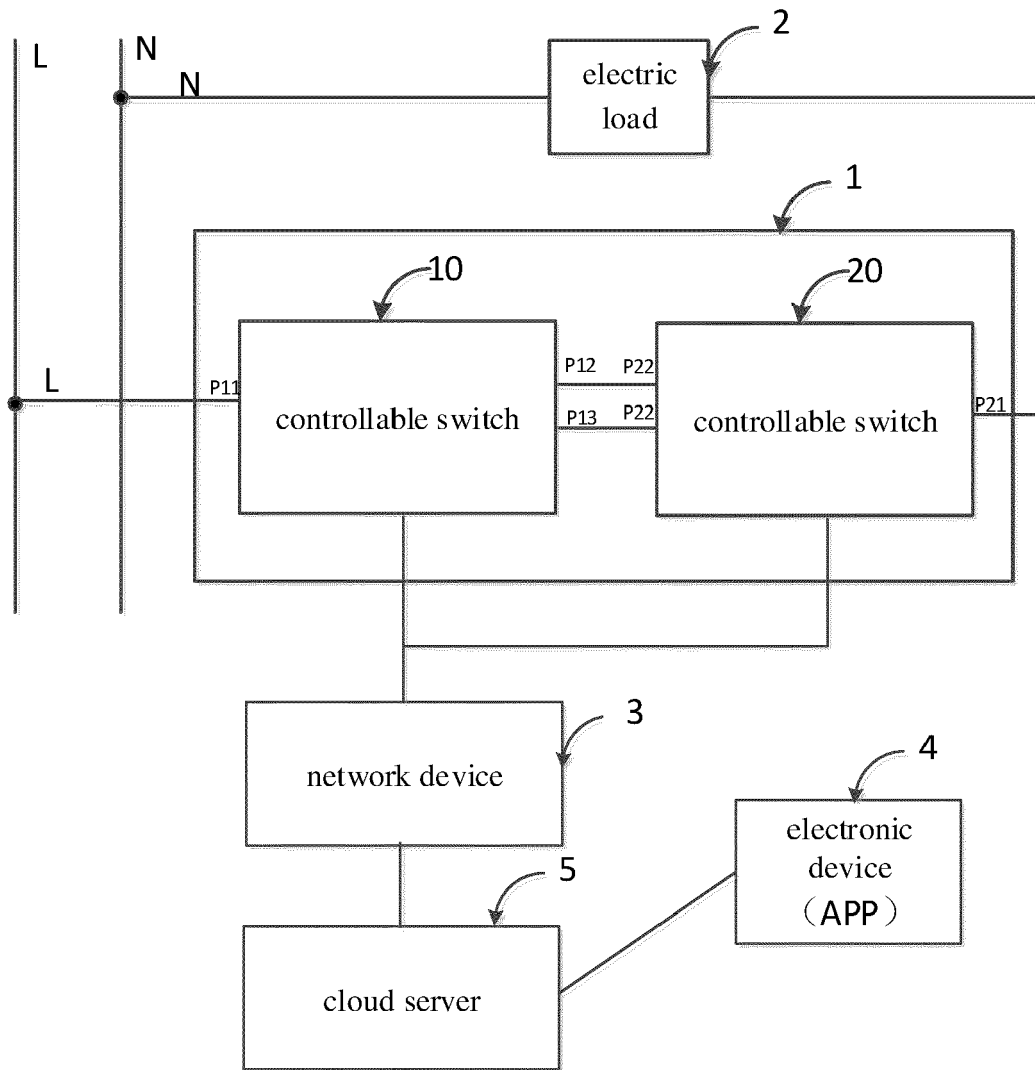 L
N
N
electric
load
2
1
10
20
L
P11
P12
P22
controllable switch
P13
P22
controllable switch
P21
3
network device
4
electronic
device
（APP）
5
cloud server